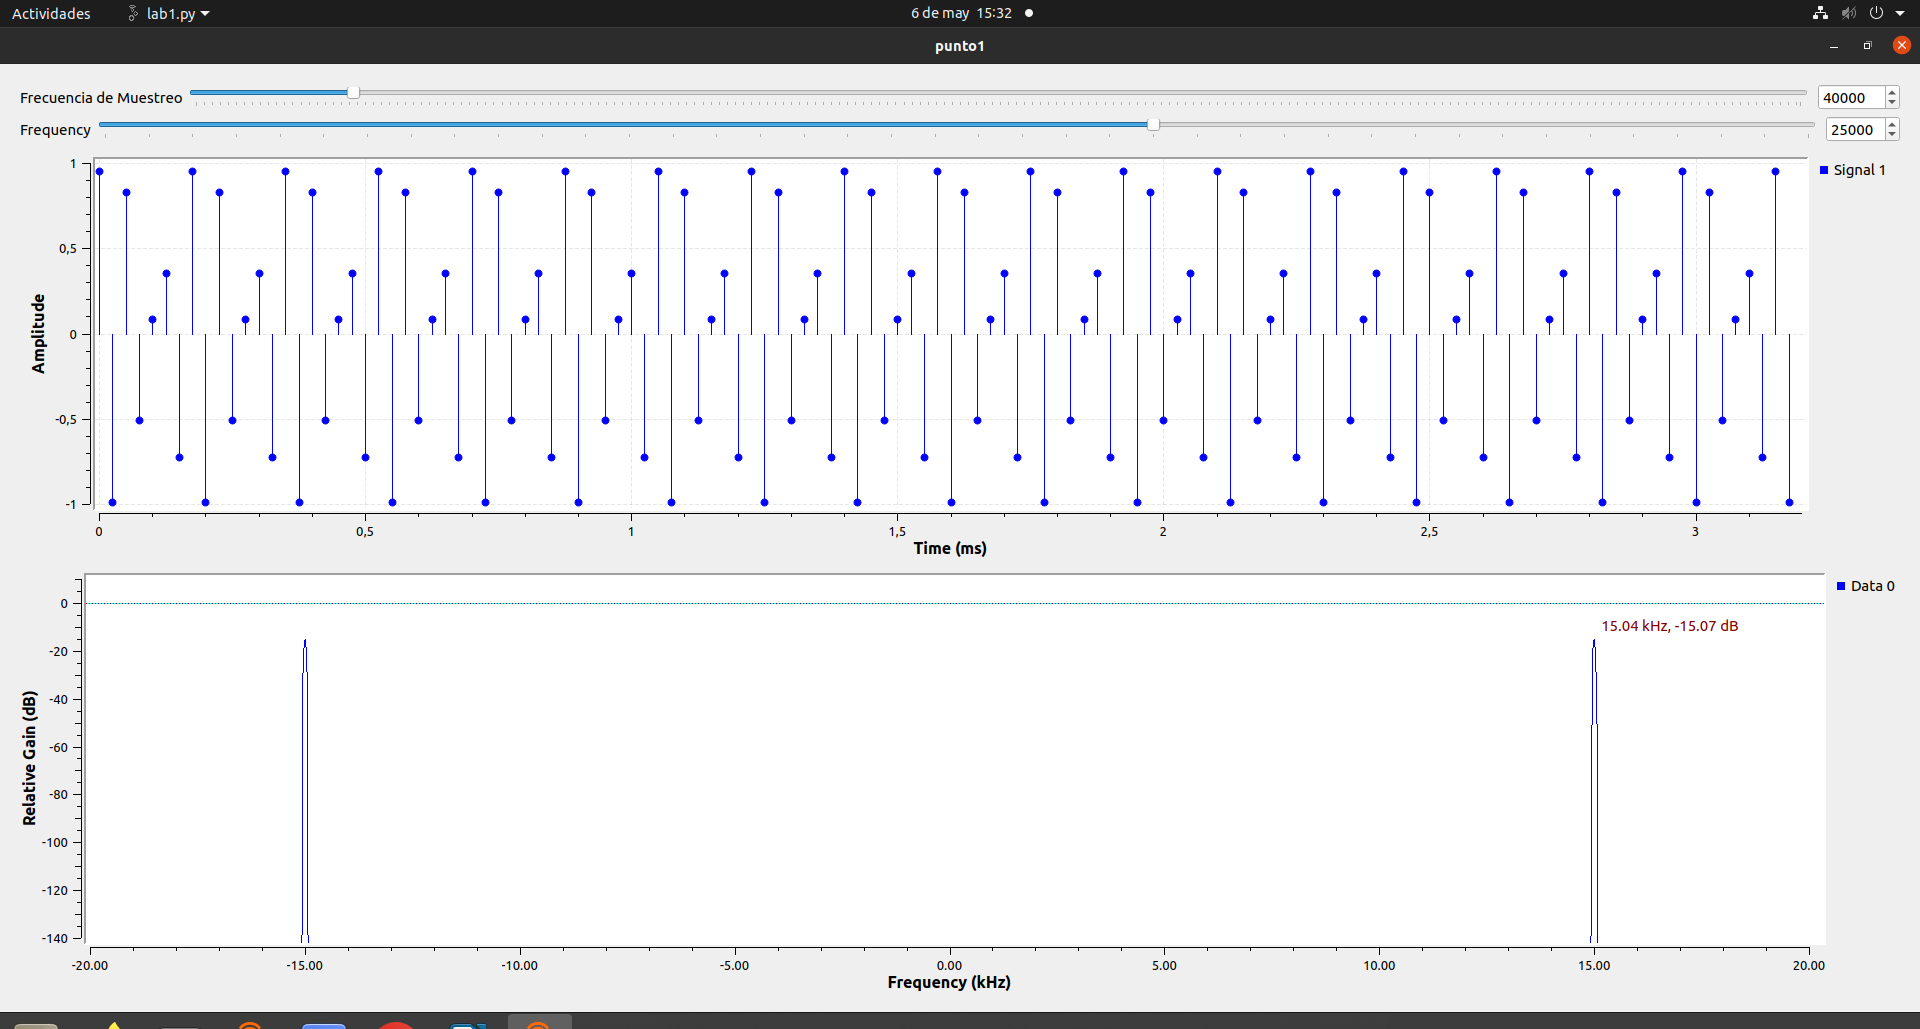 Actividades lab1.py 6 de may 15:32
punto1
Frecuencia de Muestreo 40000
Frequency 25000
Signal 1
Amplitude
1
0,5
0
-0,5
-1
0 0,5 1 1,5 2 2,5 3
Time (ms)
Data 0
15.04 kHz, -15.07 dB
Relative Gain (dB)
0
-20
-40
-60
-80
-100
-120
-140
-20.00 -15.00 -10.00 -5.00 0.00 5.00 10.00 15.00 20.00
Frequency (kHz)